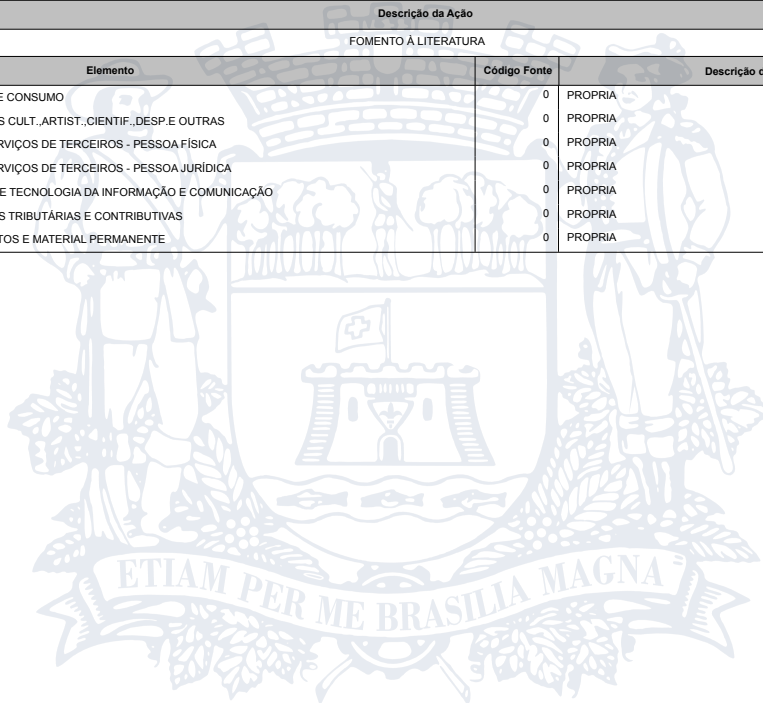 Descrição da Ação
FOMENTO À LITERATURA
Elemento Código Fonte Descrição d
E CONSUMO 0 PROPRIA
S CULT.,ARTIST.,CIENTIF.,DESP.E OUTRAS 0 PROPRIA
RVIÇOS DE TERCEIROS - PESSOA FÍSICA 0 PROPRIA
RVIÇOS DE TERCEIROS - PESSOA JURÍDICA 0 PROPRIA
E TECNOLOGIA DA INFORMAÇÃO E COMUNICAÇÃO 0 PROPRIA
S TRIBUTÁRIAS E CONTRIBUTIVAS 0 PROPRIA
TOS E MATERIAL PERMANENTE 0 PROPRIA
ETIAM PER ME BRASILIA MAGNA